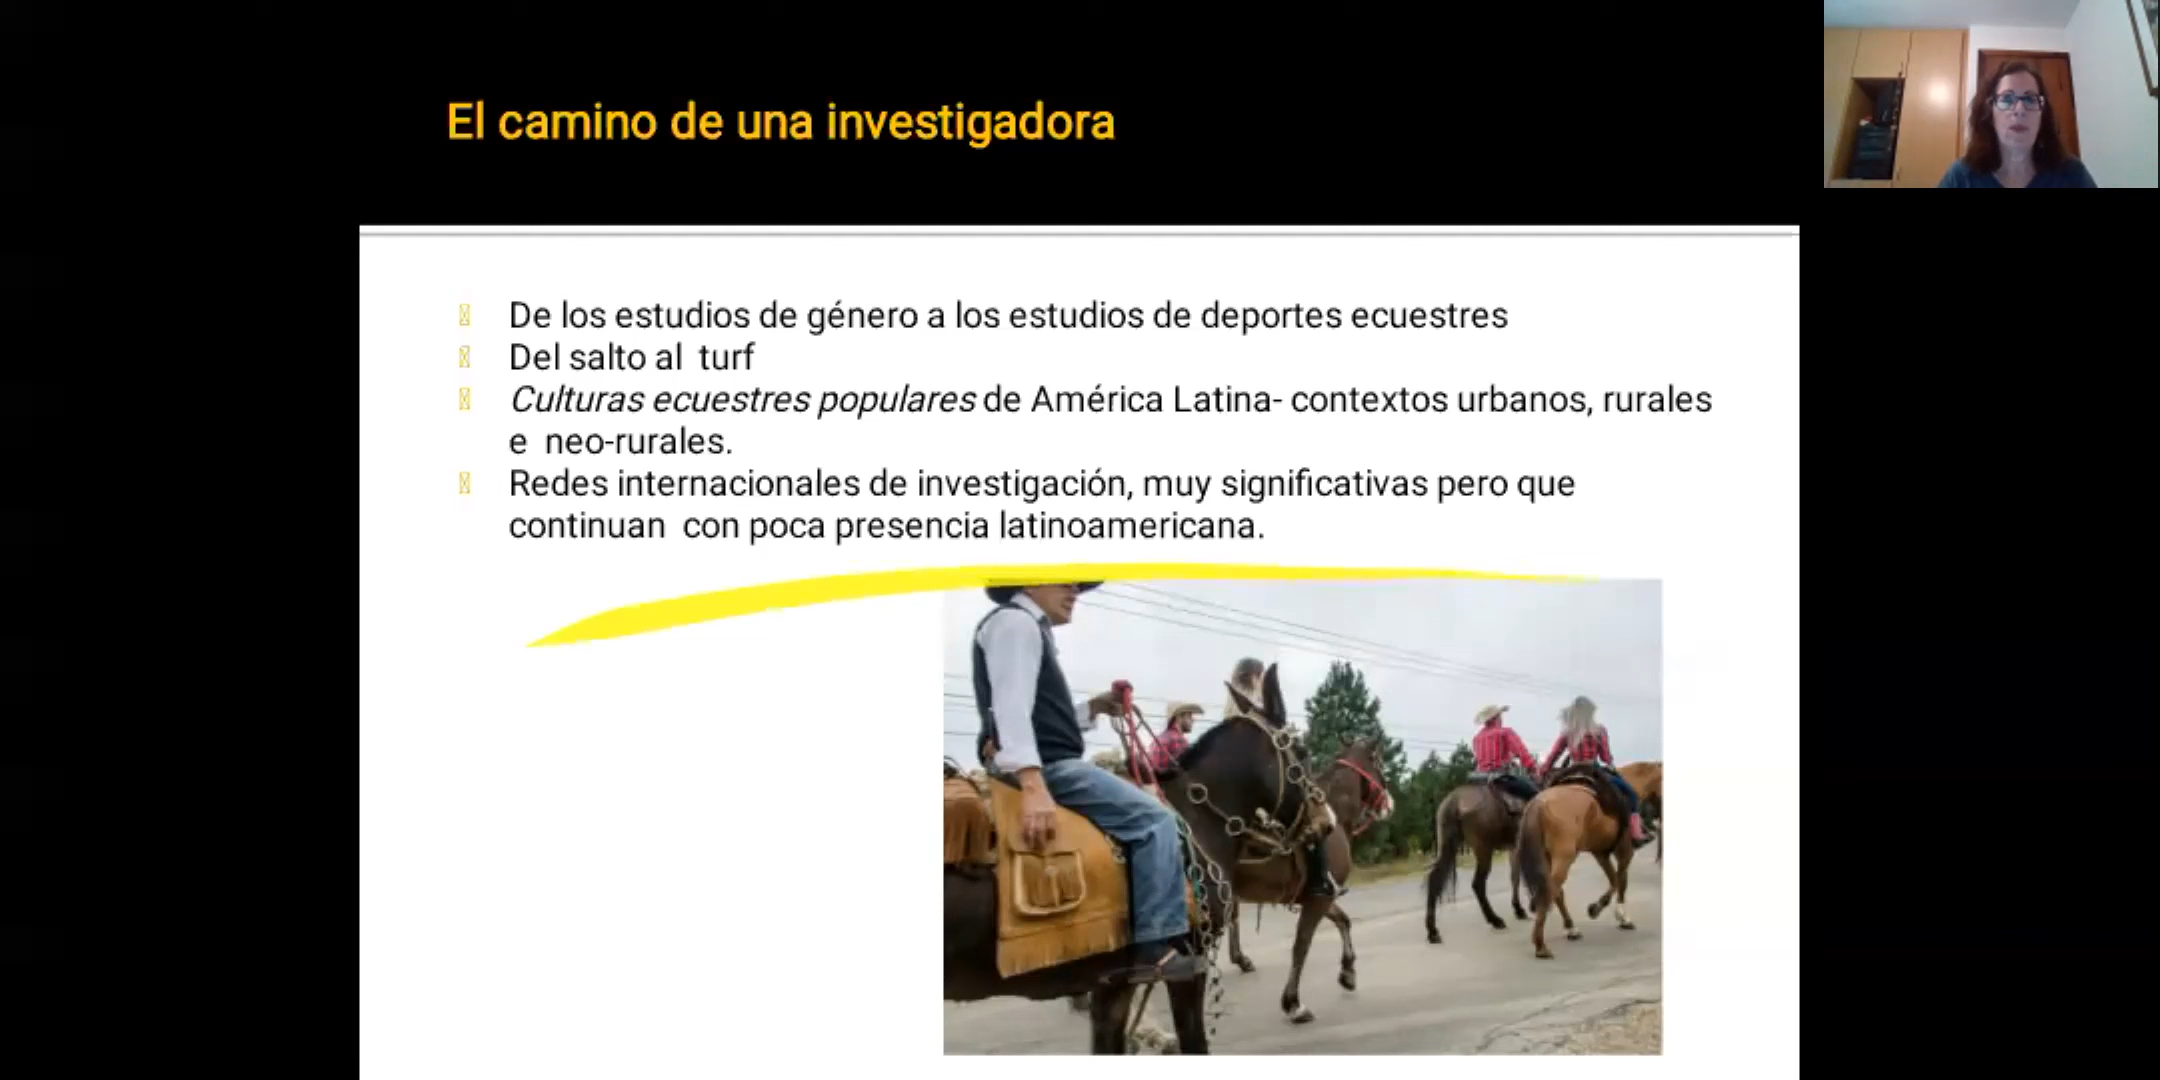 El camino de una investigadora
De los estudios de género a los estudios de deportes ecuestres
Del salto al turf
Culturas ecuestres populares de América Latina- contextos urbanos, rurales
e neo-rurales.
Redes internacionales de investigación, muy significativas pero que
continuan con poca presencia latinoamericana.